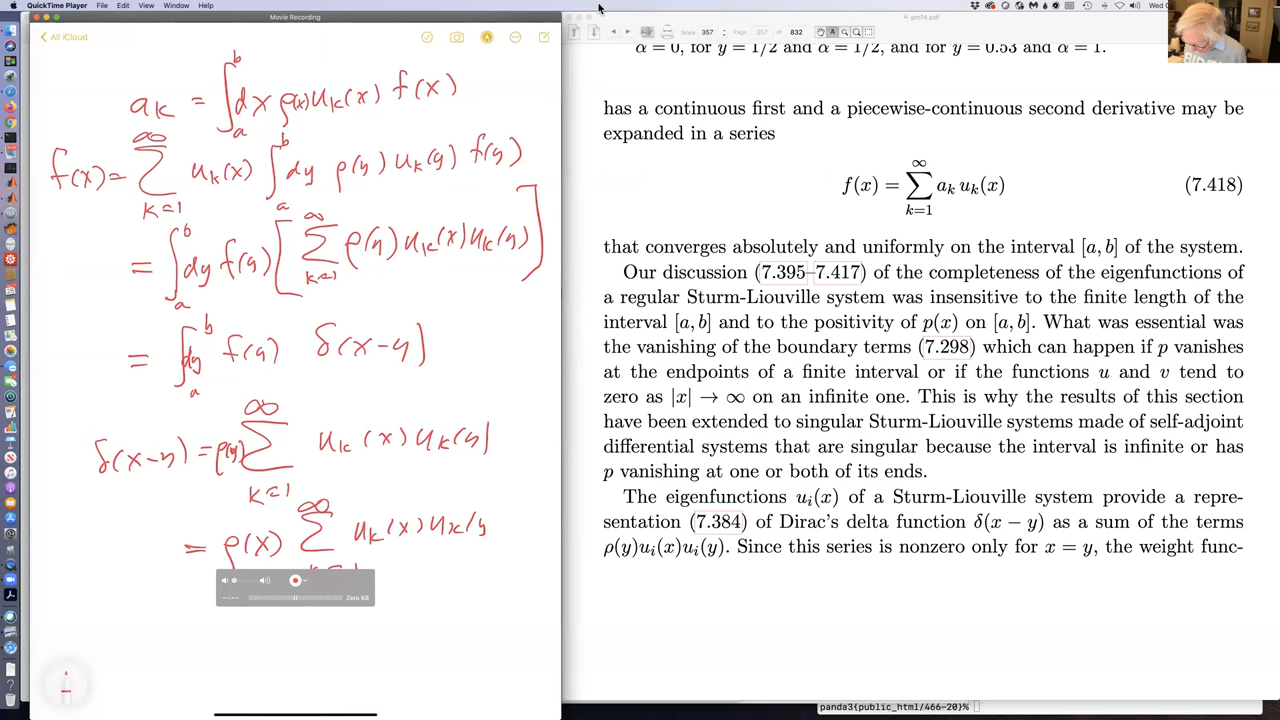 QuickTime Player File Edit View Window Help
Movie Recording
All iCloud
a_k = ∫_a^b dx ρ(x) u_k(x) f(x)
f(x) = ∑_{k=1}^∞ u_k(x) ∫_a^b dy ρ(y) u_k(y) f(y)
= ∫_a^b dy f(y) [ ∑_{k=1}^∞ ρ(y) u_k(x) u_k(y) ]
= ∫_a^b dy f(y) δ(x-y)
δ(x-y) = ρ(y) ∑_{k=1}^∞ u_k(x) u_k(y)
= ρ(x) ∑^∞ u_k(x) u_k(y
--:--
Zero KB
pm14.pdf
Scale 357 Page 357 of 832
α = 0, for y = 1/2 and α = 1/2, and for y = 0.53 and α = 1.
has a continuous first and a piecewise-continuous second derivative may be
expanded in a series
f(x) = ∑_{k=1}^∞ a_k u_k(x) (7.418)
that converges absolutely and uniformly on the interval [a, b] of the system.
Our discussion (7.395–7.417) of the completeness of the eigenfunctions of
a regular Sturm-Liouville system was insensitive to the finite length of the
interval [a, b] and to the positivity of p(x) on [a, b]. What was essential was
the vanishing of the boundary terms (7.298) which can happen if p vanishes
at the endpoints of a finite interval or if the functions u and v tend to
zero as |x| → ∞ on an infinite one. This is why the results of this section
have been extended to singular Sturm-Liouville systems made of self-adjoint
differential systems that are singular because the interval is infinite or has
p vanishing at one or both of its ends.
The eigenfunctions u_i(x) of a Sturm-Liouville system provide a repre-
sentation (7.384) of Dirac's delta function δ(x − y) as a sum of the terms
ρ(y)u_i(x)u_i(y). Since this series is nonzero only for x = y, the weight func-
panda3{public_html/466-20}%